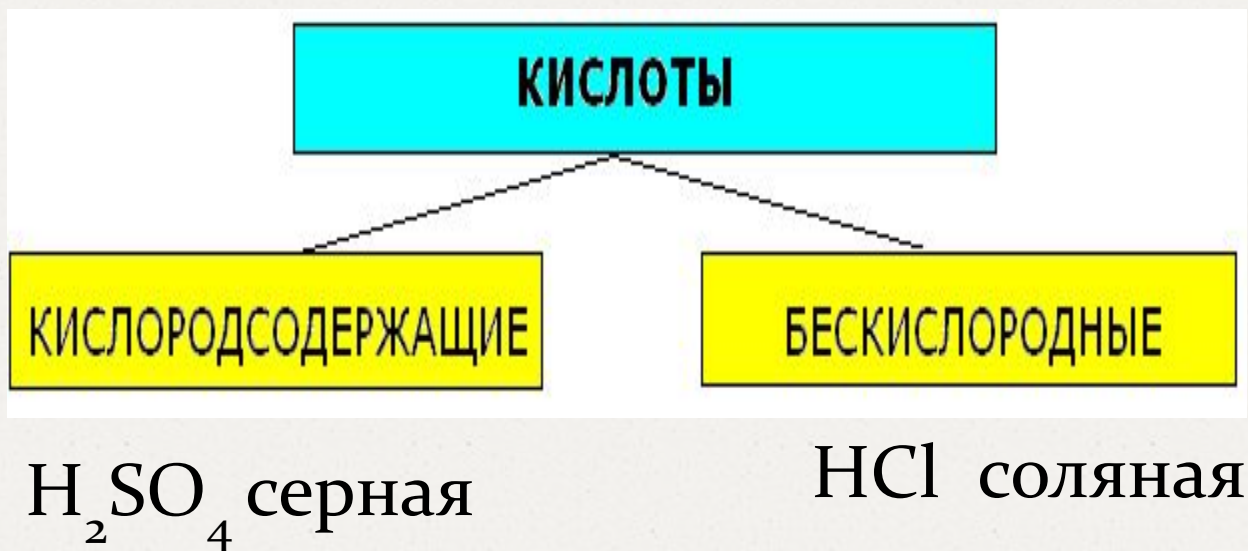 КИСЛОТЫ
КИСЛОРОДСОДЕРЖАЩИЕ
БЕСКИСЛОРОДНЫЕ
H₂SO₄ серная
HCl соляная